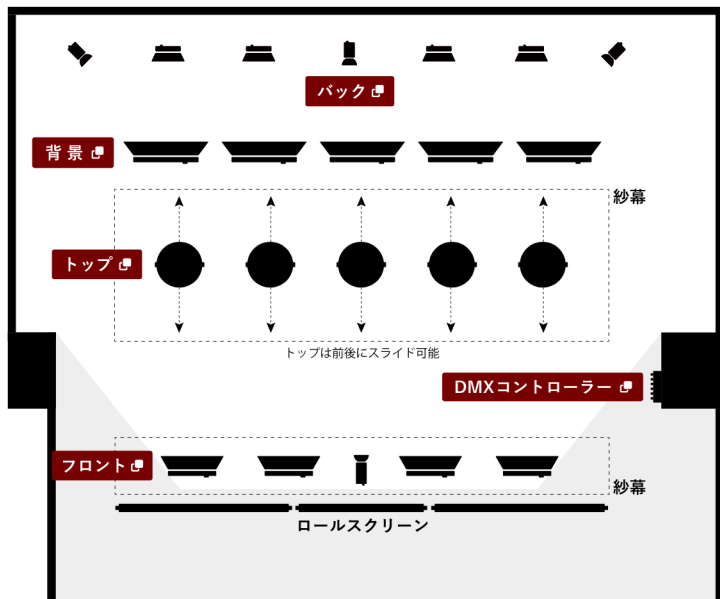 バック
背景
紗幕
トップ
トップは前後にスライド可能
DMXコントローラー
フロント
紗幕
ロールスクリーン